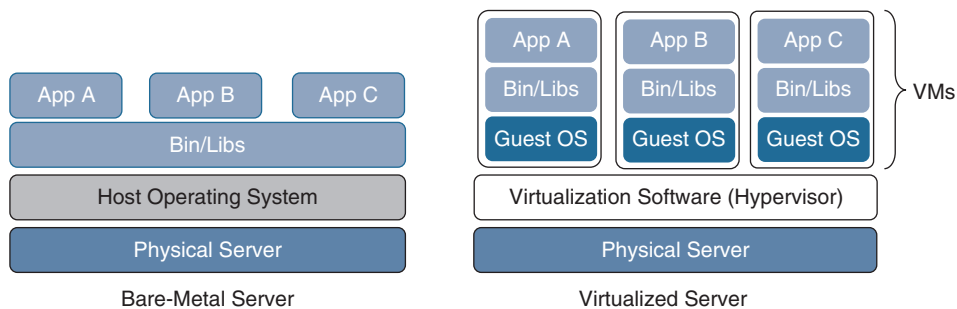 App A
App B
App C
Bin/Libs
Host Operating System
Physical Server
Bare-Metal Server
App A
Bin/Libs
Guest OS
App B
Bin/Libs
Guest OS
App C
Bin/Libs
Guest OS
VMs
Virtualization Software (Hypervisor)
Physical Server
Virtualized Server